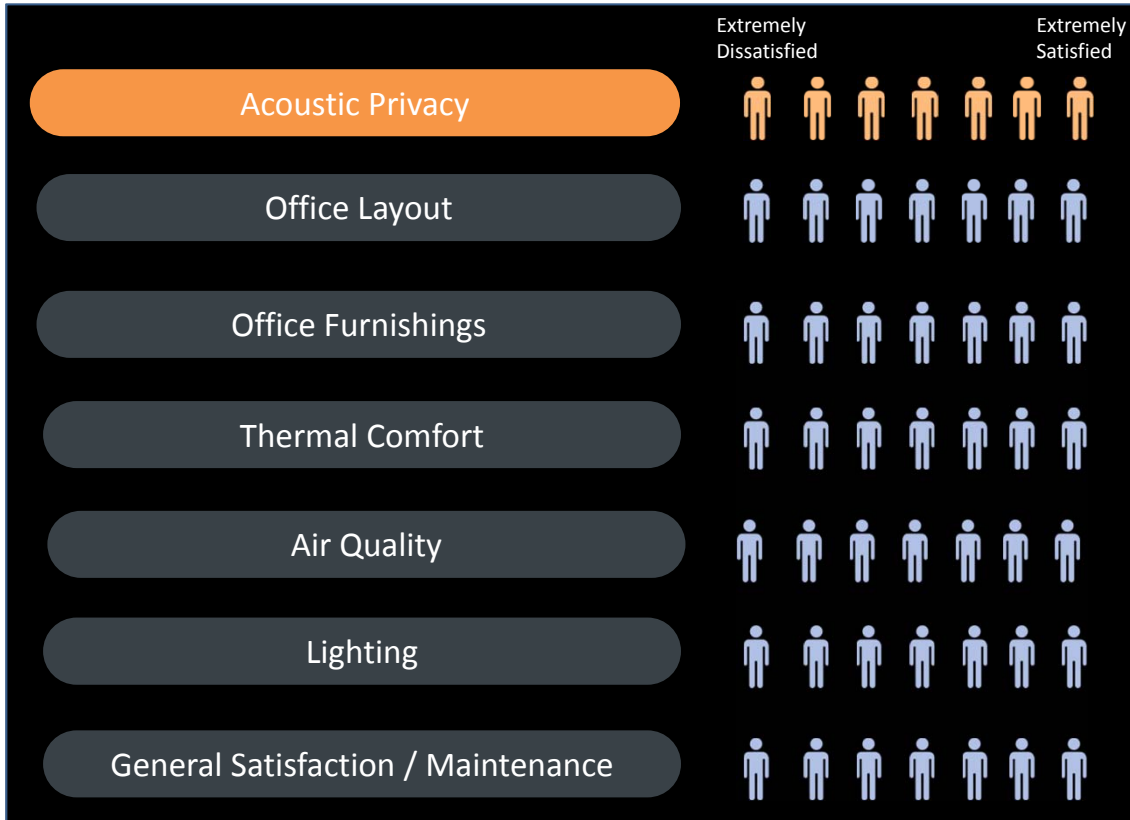 Extremely
Dissatisfied
Extremely
Satisfied
Acoustic Privacy
Office Layout
Office Furnishings
Thermal Comfort
Air Quality
Lighting
General Satisfaction / Maintenance